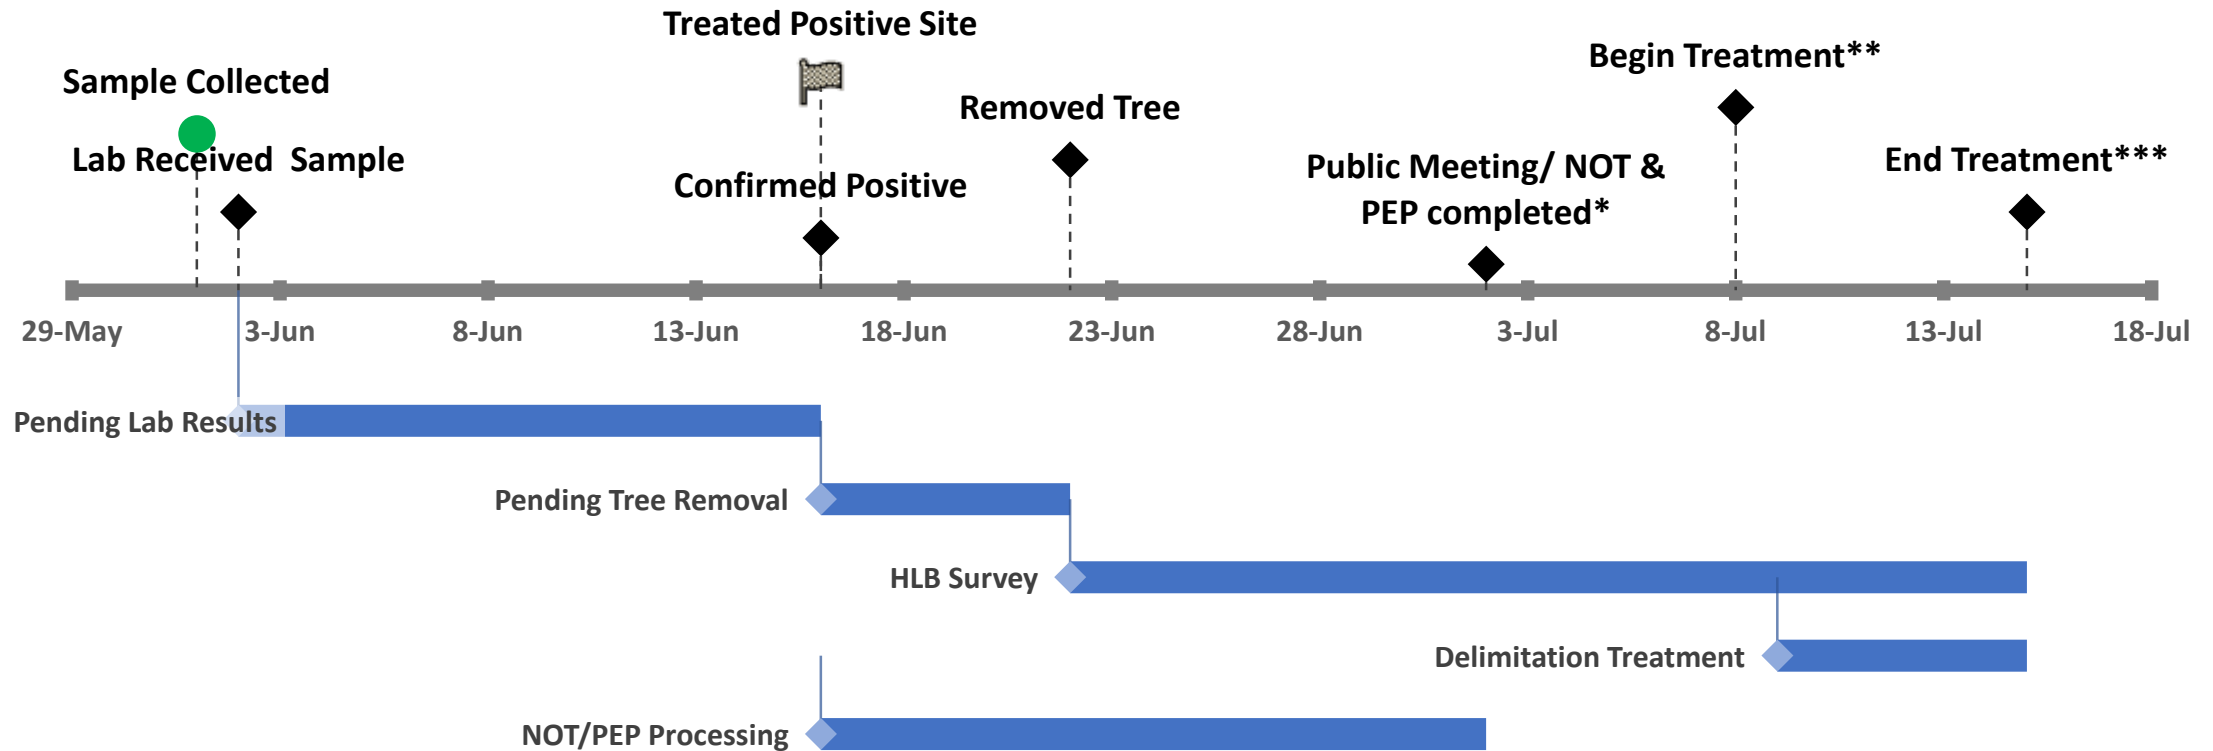 Treated Positive Site
Begin Treatment**
Sample Collected
Removed Tree
Lab Received  Sample
Public Meeting/ NOT &
PEP completed*
End Treatment***
Confirmed Positive
29-May
3-Jun
8-Jun
13-Jun
18-Jun
23-Jun
28-Jun
3-Jul
8-Jul
13-Jul
18-Jul
Pending Lab Results
Pending Tree Removal
HLB Survey
Delimitation Treatment
NOT/PEP Processing